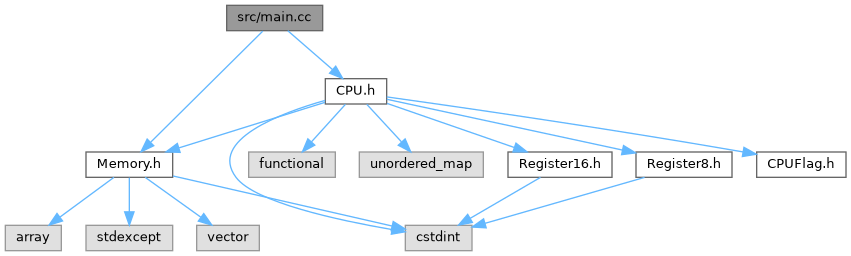 src/main.cc
CPU.h
Memory.h
functional
unordered_map
Register16.h
Register8.h
CPUFlag.h
array
stdexcept
vector
cstdint